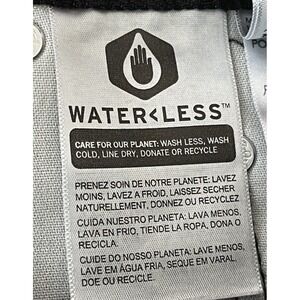 WATER<LESS™
CARE FOR OUR PLANET: WASH LESS, WASH
COLD, LINE DRY, DONATE OR RECYCLE
PRENEZ SOIN DE NOTRE PLANETE: LAVEZ
MOINS, LAVEZ A FROID, LAISSEZ SECHER
NATURELLEMENT, DONNEZ OU RECYCLEZ
CUIDA NUESTRO PLANETA: LAVA MENOS,
LAVA EN FRIO, TIENDE LA ROPA, DONA O
RECICLA.
CUIDE DO NOSSO PLANETA: LAVE MENOS,
LAVE EM ÁGUA FRIA, SEQUE EM VARAL,
DOE OU RECICLE.